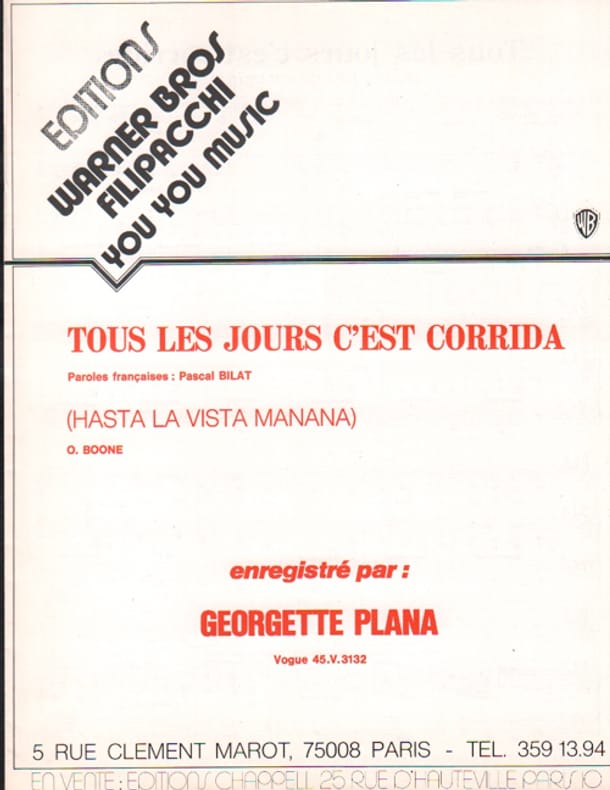 EDITIONS
WARNER BROS
FILIPACCHI
YOU YOU MUSIC
WB
TOUS LES JOURS C'EST CORRIDA
Paroles françaises : Pascal BILAT
(HASTA LA VISTA MANANA)
O. BOONE
enregistré par :
GEORGETTE PLANA
Vogue 45.V.3132
5 RUE CLEMENT MAROT, 75008 PARIS - TEL. 359 13.94
EN VENTE : EDITIONS CHAPPELL 25 RUE D'HAUTEVILLE PARIS 10